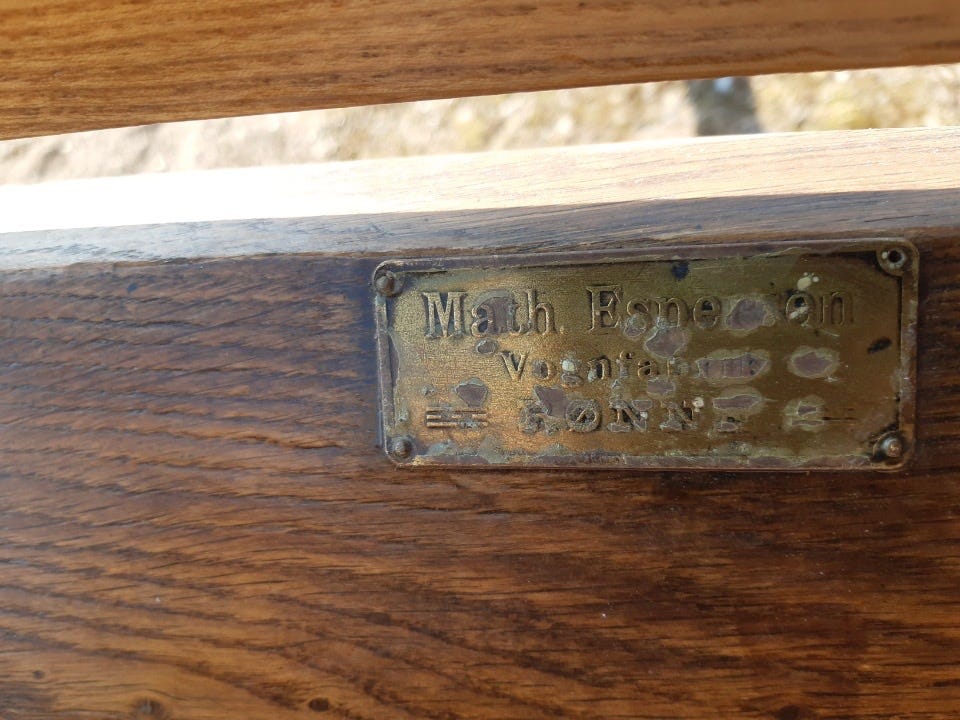 Math. Espersen
Vognfabrik
RØNNE